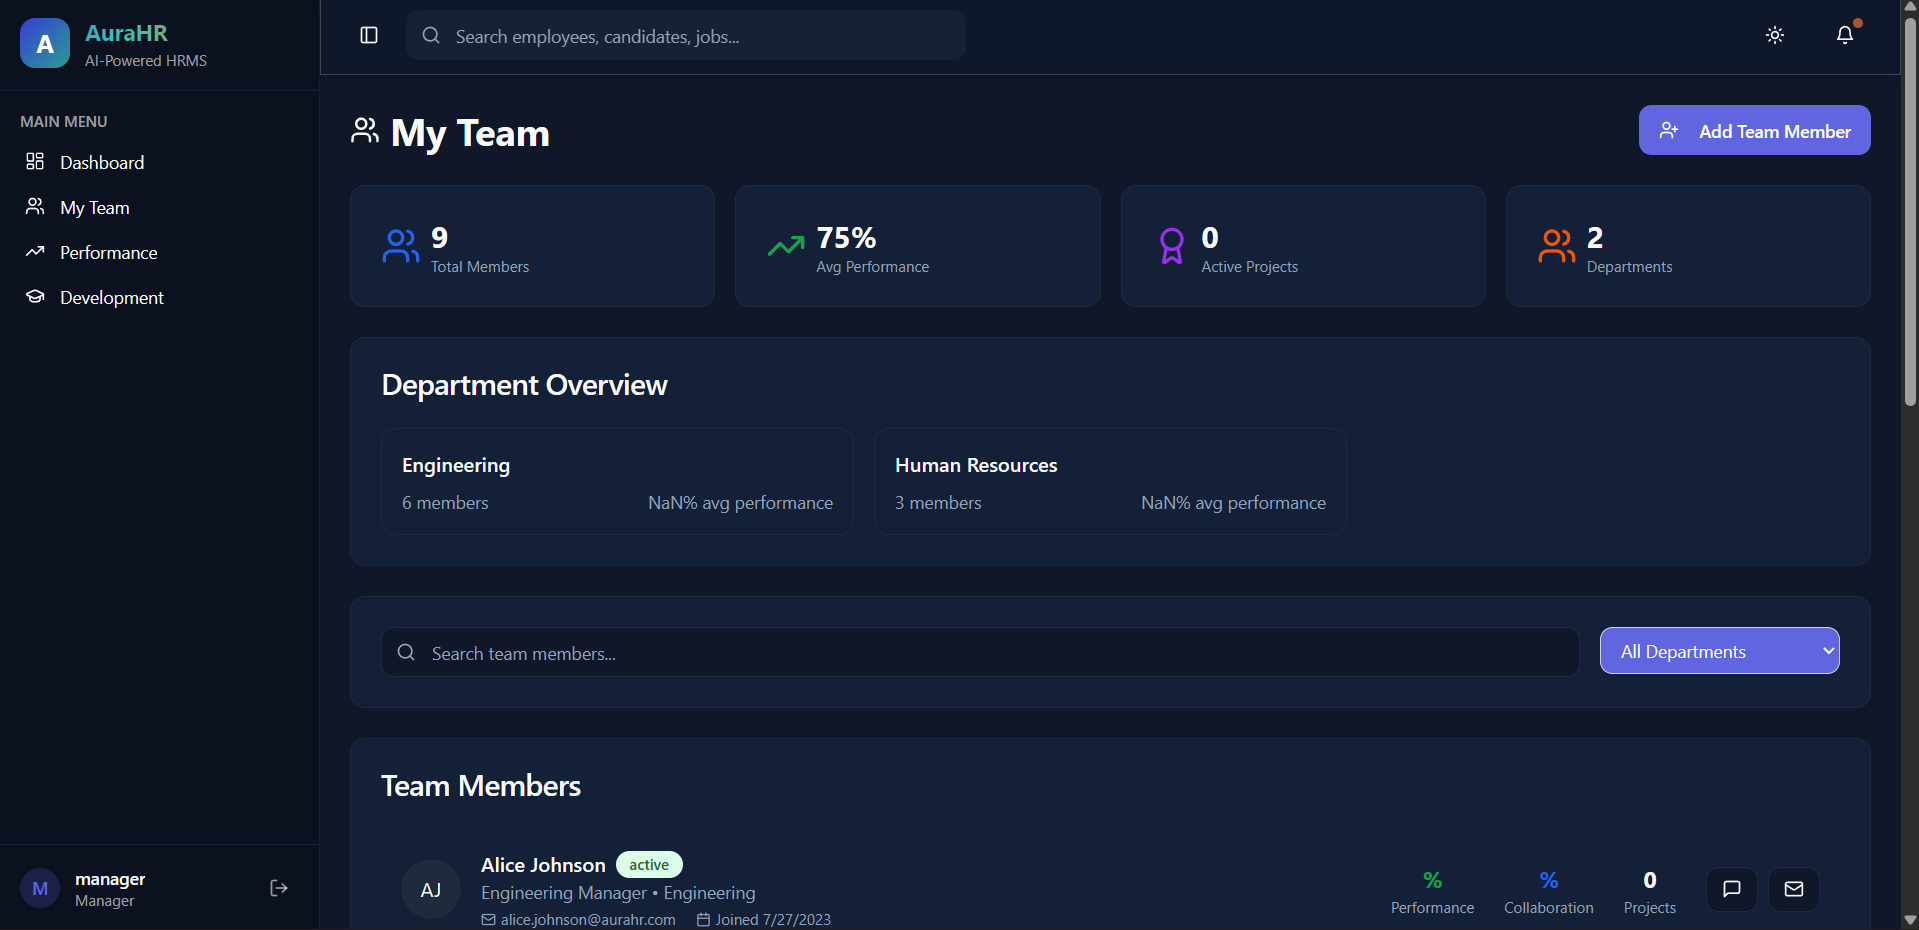 A
AuraHR
AI-Powered HRMS
MAIN MENU
Dashboard
My Team
Performance
Development
M
manager
Manager
Search employees, candidates, jobs...
My Team
Add Team Member
9
Total Members
75%
Avg Performance
0
Active Projects
2
Departments
Department Overview
Engineering
6 members
NaN% avg performance
Human Resources
3 members
NaN% avg performance
Search team members...
All Departments
Team Members
AJ
Alice Johnson
active
Engineering Manager • Engineering
alice.johnson@aurahr.com
Joined 7/27/2023
%
Performance
%
Collaboration
0
Projects